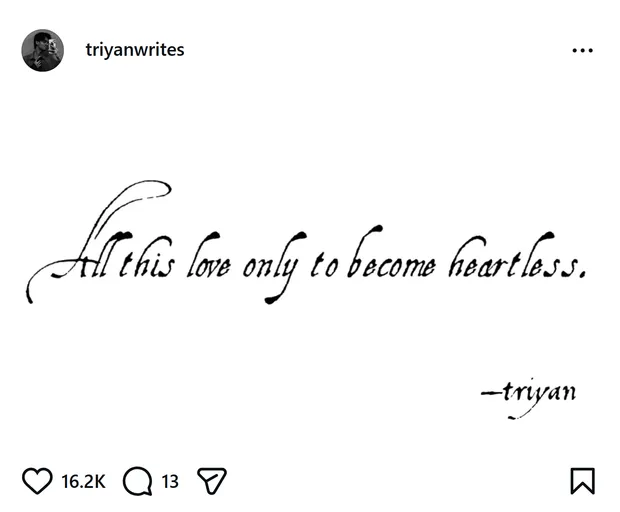 triyanwrites
All this love only to become heartless.
—triyan
16.2K 13